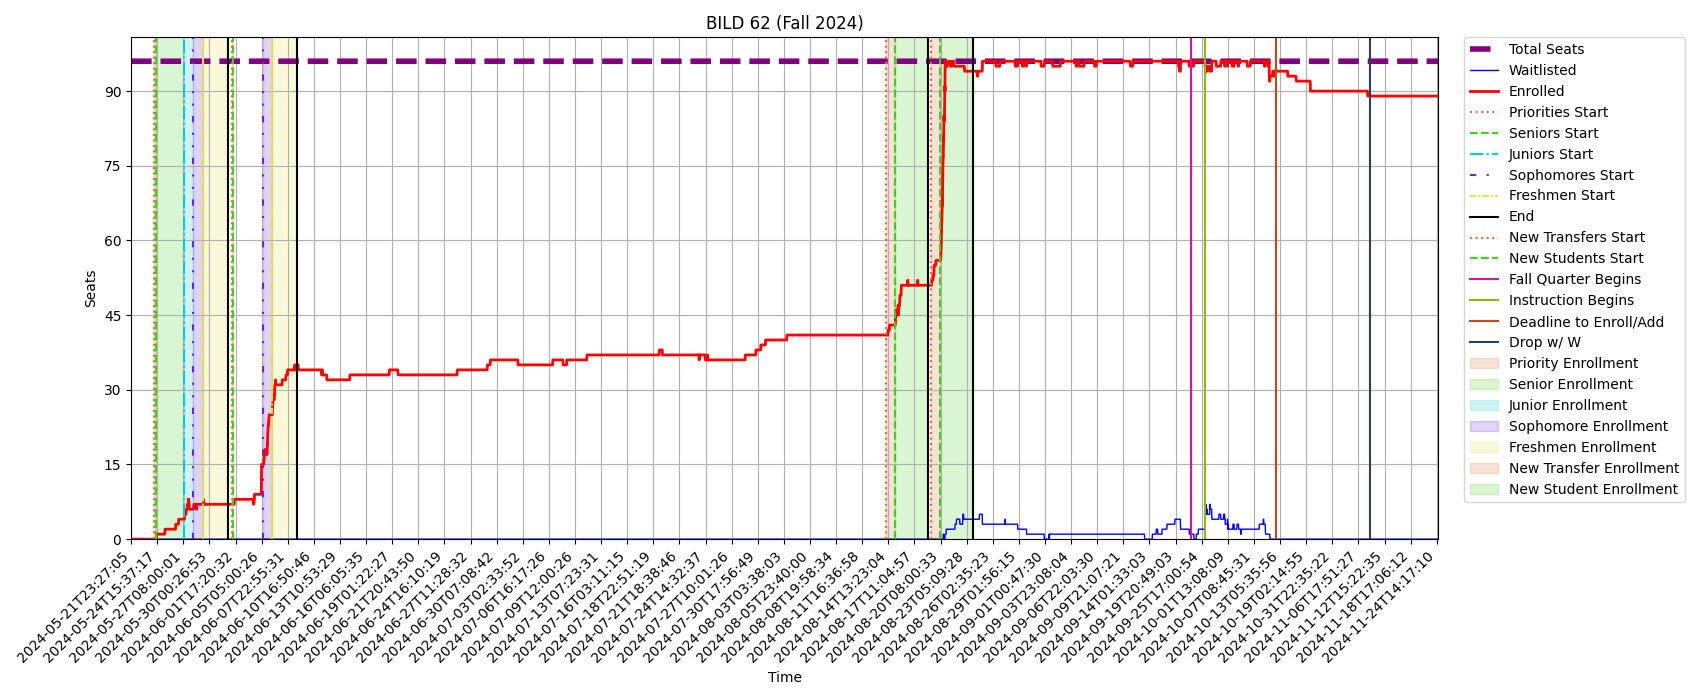 BILD 62 (Fall 2024)
Seats
90
75
60
45
30
15
0
2024-05-21T23:27:05
2024-05-24T15:37:17
2024-05-27T08:00:01
2024-05-30T00:26:53
2024-06-01T17:20:32
2024-06-05T05:00:26
2024-06-07T22:55:31
2024-06-10T16:50:46
2024-06-13T10:53:29
2024-06-16T06:05:35
2024-06-19T01:22:27
2024-06-21T20:43:50
2024-06-24T16:10:19
2024-06-27T11:28:32
2024-06-30T07:08:42
2024-07-03T02:33:52
2024-07-06T16:17:26
2024-07-09T12:00:26
2024-07-13T07:23:31
2024-07-16T03:11:15
2024-07-18T22:51:19
2024-07-21T18:38:46
2024-07-24T14:32:37
2024-07-27T10:01:26
2024-07-30T17:56:49
2024-08-03T03:38:03
2024-08-05T23:40:00
2024-08-08T19:58:34
2024-08-11T16:36:58
2024-08-14T13:23:04
2024-08-17T11:04:57
2024-08-20T08:00:33
2024-08-23T05:09:28
2024-08-26T02:35:23
2024-08-29T01:56:15
2024-09-01T00:47:30
2024-09-03T23:08:04
2024-09-06T22:03:30
2024-09-09T21:07:21
2024-09-14T01:33:03
2024-09-19T20:49:03
2024-09-25T17:00:54
2024-10-01T13:08:09
2024-10-07T08:45:31
2024-10-13T05:35:56
2024-10-19T02:14:55
2024-10-31T22:35:22
2024-11-06T17:51:27
2024-11-12T15:22:35
2024-11-18T17:06:12
2024-11-24T14:17:10
Time
Total Seats
Waitlisted
Enrolled
Priorities Start
Seniors Start
Juniors Start
Sophomores Start
Freshmen Start
End
New Transfers Start
New Students Start
Fall Quarter Begins
Instruction Begins
Deadline to Enroll/Add
Drop w/ W
Priority Enrollment
Senior Enrollment
Junior Enrollment
Sophomore Enrollment
Freshmen Enrollment
New Transfer Enrollment
New Student Enrollment